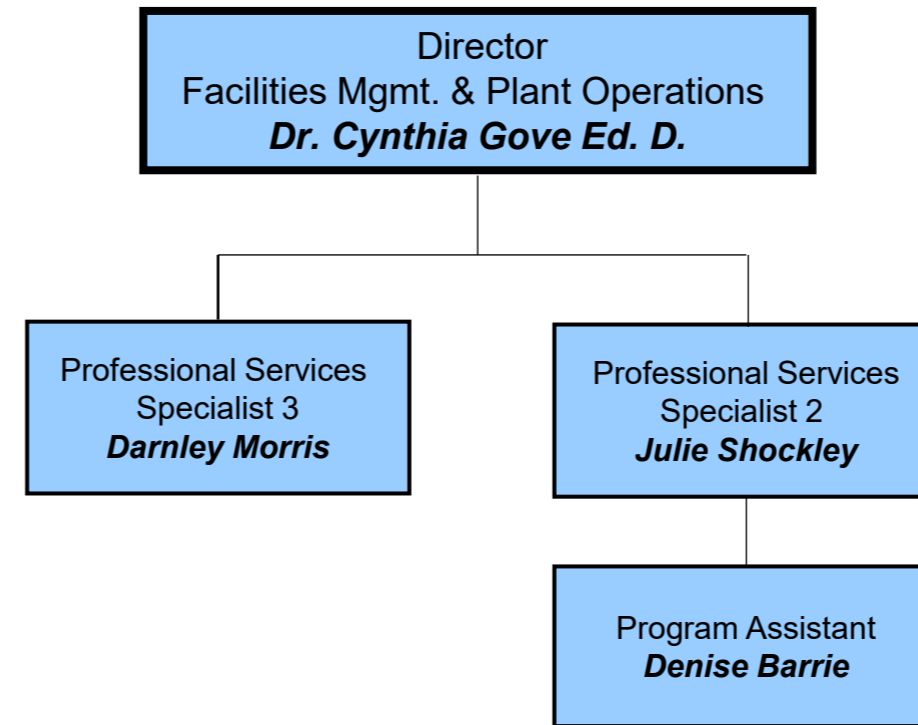 Director
Facilities Mgmt. & Plant Operations
Dr. Cynthia Gove Ed. D.
Professional Services
Specialist 3
Darnley Morris
Professional Services
Specialist 2
Julie Shockley
Program Assistant
Denise Barrie